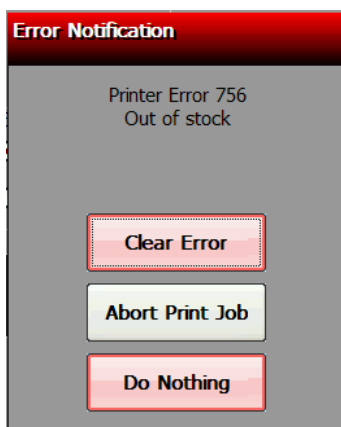 Error Notification
Printer Error 756
Out of stock
Clear Error
Abort Print Job
Do Nothing